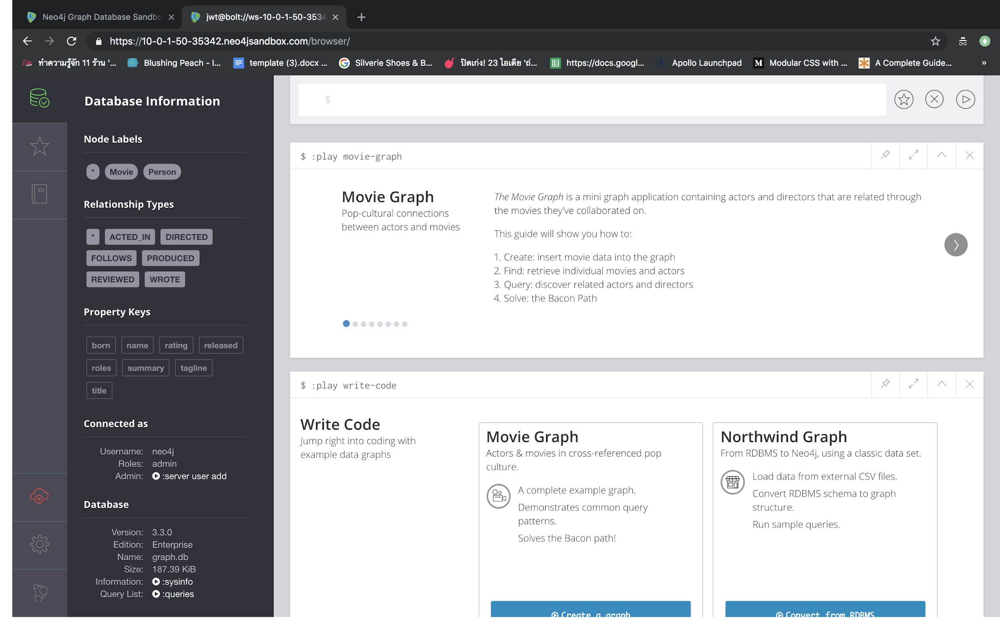 Neo4j Graph Database Sandbo
jwt@bolt://ws-10-0-1-50-3534
https://10-0-1-50-35342.neo4jsandbox.com/browser/
ทำความรู้จัก 11 ร้าน '...
Blushing Peach - I...
template (3).docx ...
Silverie Shoes & B...
ปิดเก่ง! 23 ไอเดีย 'ถ่...
https://docs.googl...
Apollo Launchpad
M
Modular CSS with ...
A Complete Guide...
»
Database Information
Node Labels
*
Movie
Person
Relationship Types
*
ACTED_IN
DIRECTED
FOLLOWS
PRODUCED
REVIEWED
WROTE
Property Keys
born
name
rating
released
roles
summary
tagline
title
Connected as
Username: neo4j
Roles: admin
Admin: :server user add
Database
Version: 3.3.0
Edition: Enterprise
Name: graph.db
Size: 187.39 KiB
Information: :sysinfo
Query List: :queries
$
$ :play movie-graph
Movie Graph
Pop-cultural connections
between actors and movies
The Movie Graph is a mini graph application containing actors and directors that are related through
the movies they've collaborated on.
This guide will show you how to:
1. Create: insert movie data into the graph
2. Find: retrieve individual movies and actors
3. Query: discover related actors and directors
4. Solve: the Bacon Path
$ :play write-code
Write Code
Jump right into coding with
example data graphs
Movie Graph
Actors & movies in cross-referenced pop
culture.
A complete example graph.
Demonstrates common query
patterns.
Solves the Bacon path!
Create a graph
Northwind Graph
From RDBMS to Neo4j, using a classic data set.
Load data from external CSV files.
Convert RDBMS schema to graph
structure.
Run sample queries.
Convert from RDBMS